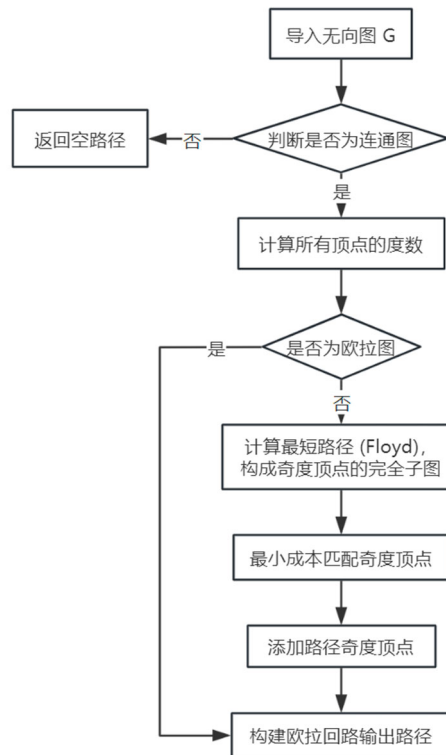 导入无向图 G
判断是否为连通图
否
返回空路径
是
计算所有顶点的度数
是否为欧拉图
是
否
计算最短路径 (Floyd),
构成奇度顶点的完全子图
最小成本匹配奇度顶点
添加路径奇度顶点
构建欧拉回路输出路径